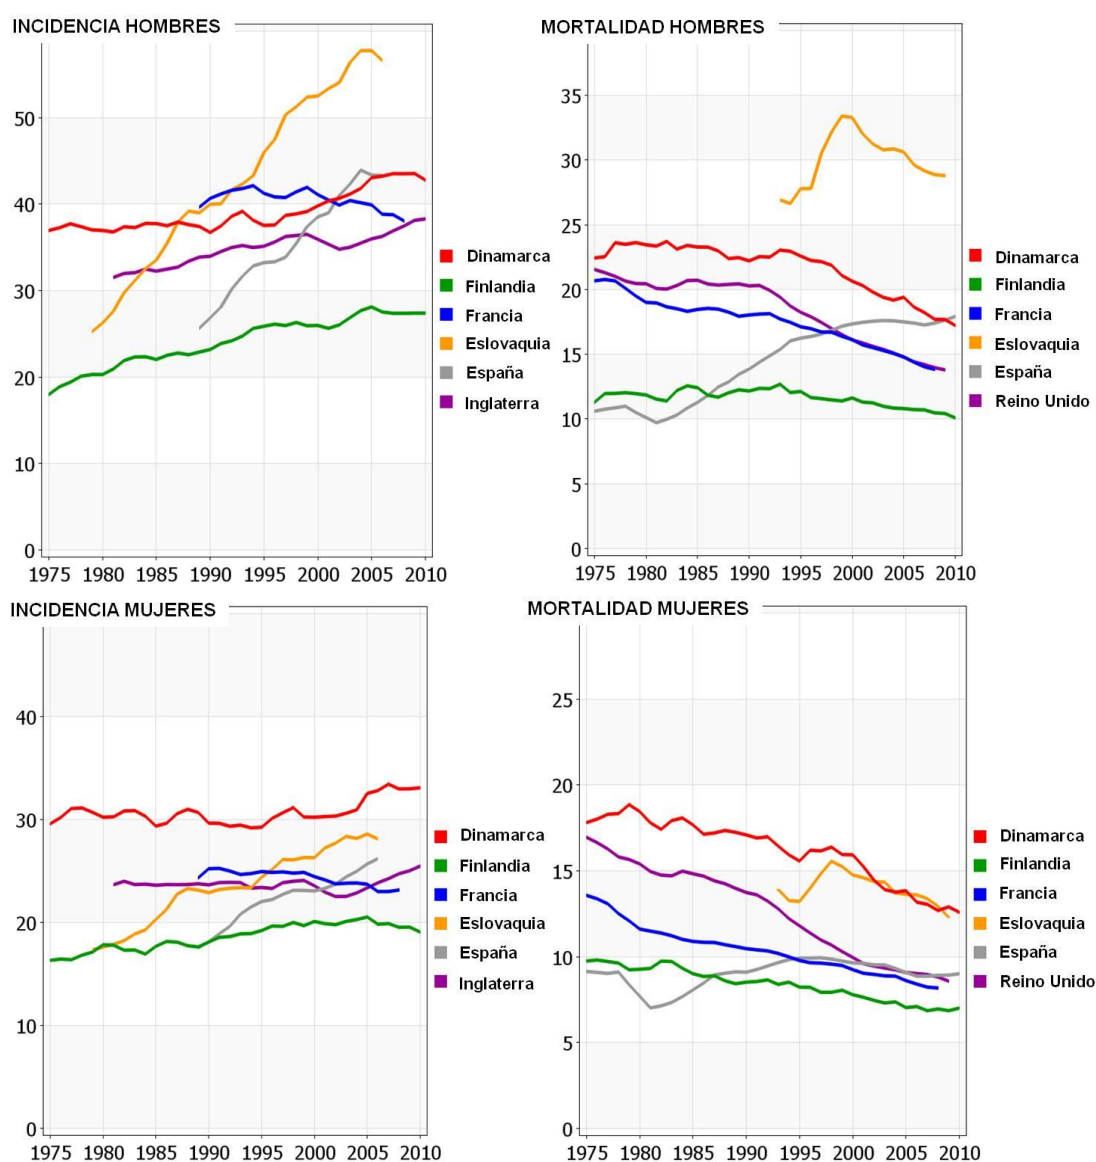 INCIDENCIA HOMBRES
50
40
30
20
10
0
1975 1980 1985 1990 1995 2000 2005 2010
Dinamarca
Finlandia
Francia
Eslovaquia
España
Inglaterra
MORTALIDAD HOMBRES
35
30
25
20
15
10
5
0
1975 1980 1985 1990 1995 2000 2005 2010
Dinamarca
Finlandia
Francia
Eslovaquia
España
Reino Unido
INCIDENCIA MUJERES
40
30
20
10
0
1975 1980 1985 1990 1995 2000 2005 2010
Dinamarca
Finlandia
Francia
Eslovaquia
España
Inglaterra
MORTALIDAD MUJERES
25
20
15
10
5
0
1975 1980 1985 1990 1995 2000 2005 2010
Dinamarca
Finlandia
Francia
Eslovaquia
España
Reino Unido